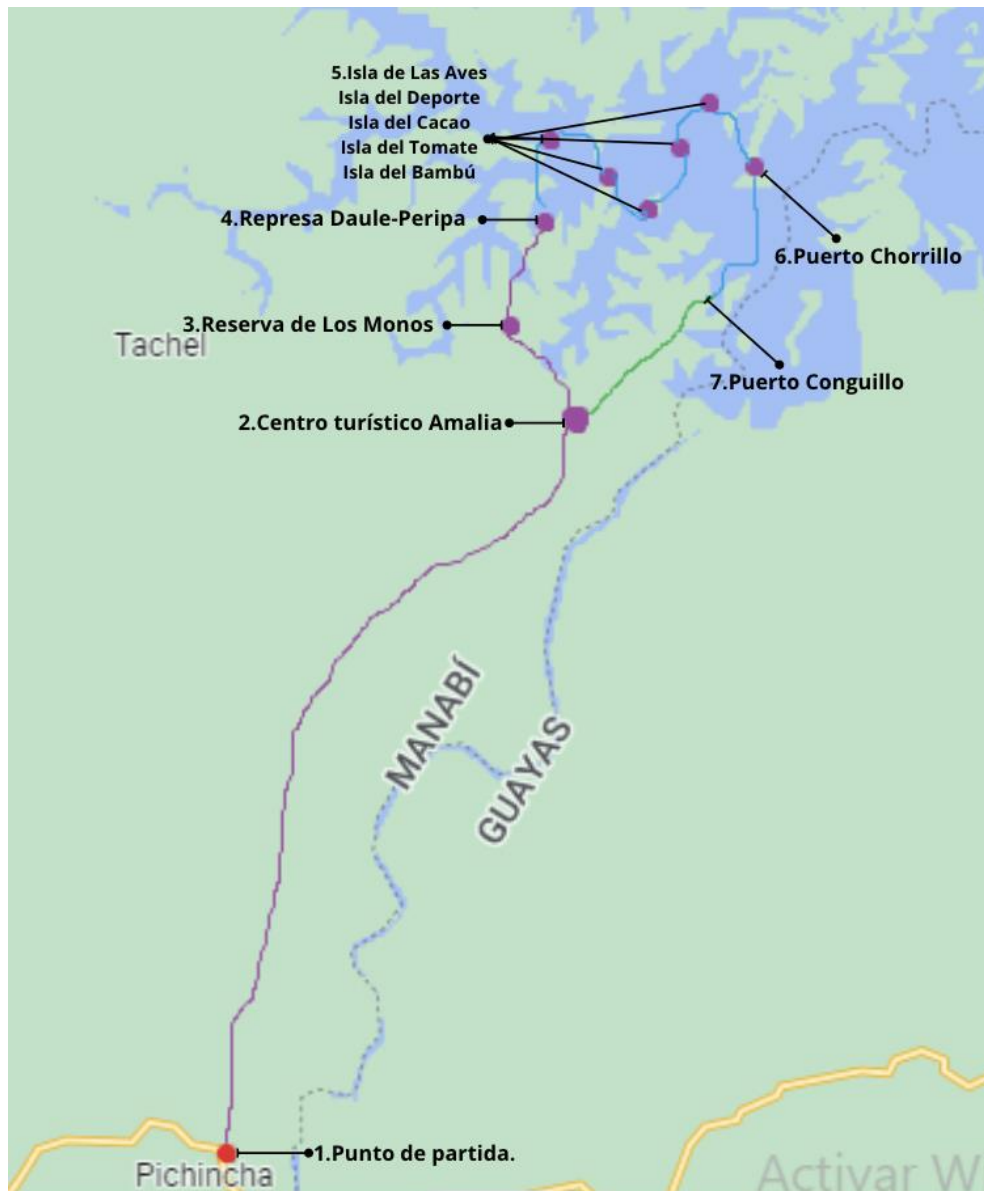 5.Isla de Las Aves
Isla del Deporte
Isla del Cacao
Isla del Tomate
Isla del Bambú
4.Represa Daule-Peripa
6.Puerto Chorrillo
3.Reserva de Los Monos
Tachel
7.Puerto Conguillo
2.Centro turístico Amalia
MANABÍ
GUAYAS
1.Punto de partida.
Pichincha
Activar W